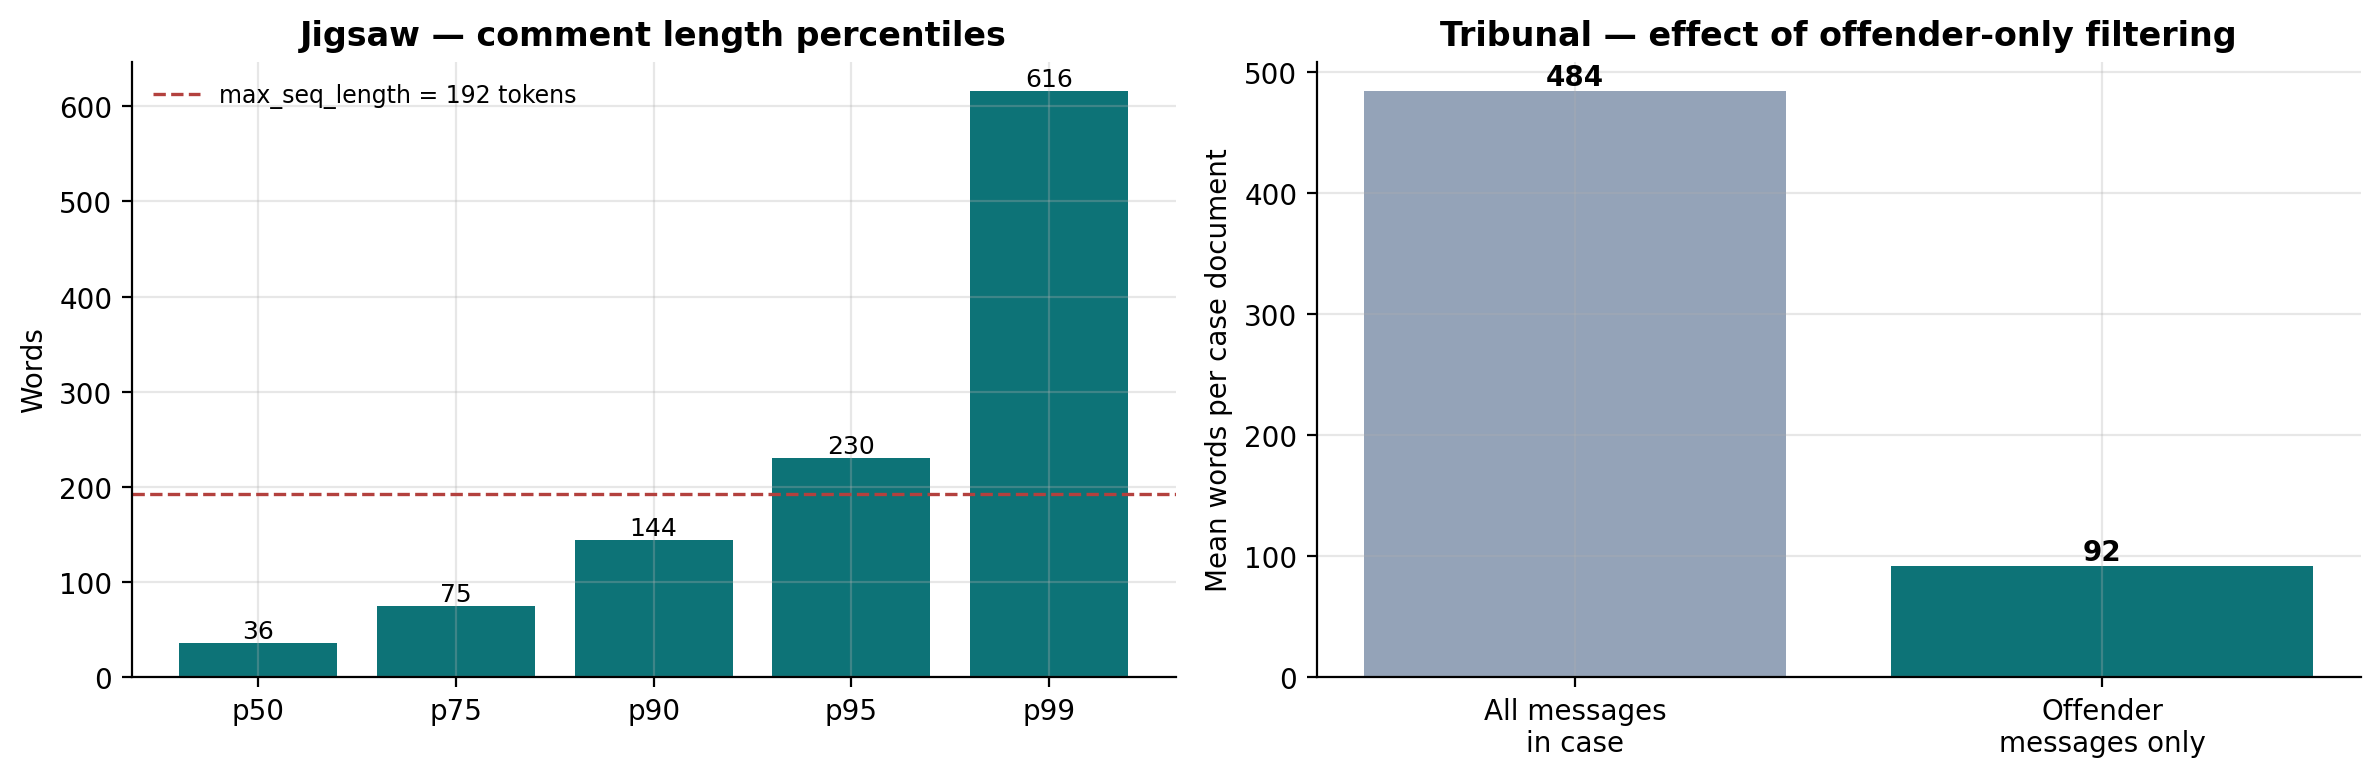 Jigsaw — comment length percentiles
max_seq_length = 192 tokens
Words
600
500
400
300
200
100
0
36
75
144
230
616
p50
p75
p90
p95
p99
Tribunal — effect of offender-only filtering
Mean words per case document
500
400
300
200
100
0
484
92
All messages
in case
Offender
messages only